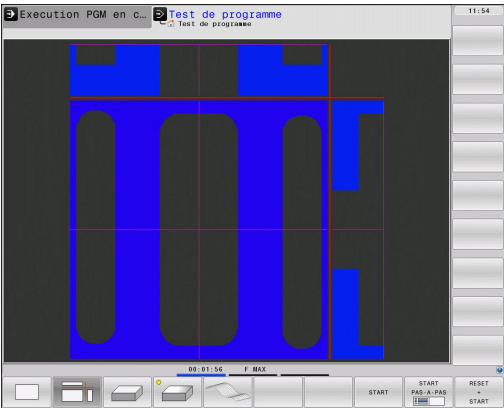 Execution PGM en c...
Test de programme
Test de programme
11:54
00:01:56 F MAX
START
START
PAS-A-PAS
RESET
+
START